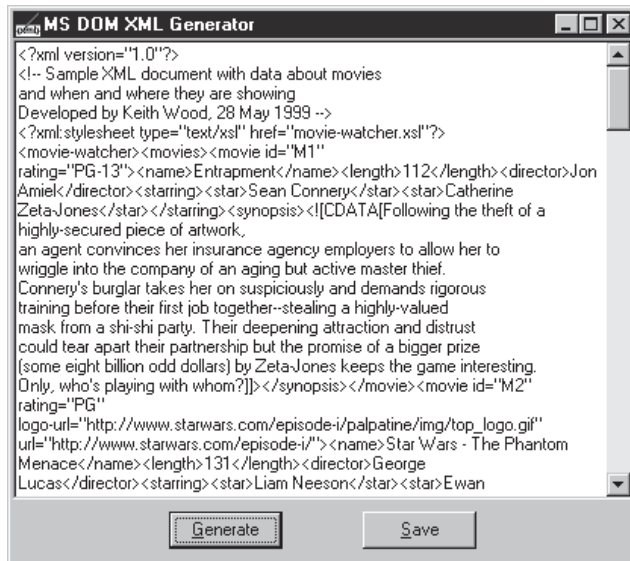 MS DOM XML Generator
<?xml version="1.0"?>
<!-- Sample XML document with data about movies
and when and where they are showing
Developed by Keith Wood, 28 May 1999 -->
<?xml:stylesheet type="text/xsl" href="movie-watcher.xsl"?>
<movie-watcher><movies><movie id="M1"
rating="PG-13"><name>Entrapment</name><length>112</length><director>Jon
Amiel</director><starring><star>Sean Connery</star><star>Catherine
Zeta-Jones</star></starring><synopsis><![CDATA[Following the theft of a
highly-secured piece of artwork,
an agent convinces her insurance agency employers to allow her to
wriggle into the company of an aging but active master thief.
Connery's burglar takes her on suspiciously and demands rigorous
training before their first job together--stealing a highly-valued
mask from a shi-shi party. Their deepening attraction and distrust
could tear apart their partnership but the promise of a bigger prize
(some eight billion odd dollars) by Zeta-Jones keeps the game interesting.
Only, who's playing with whom?]]></synopsis></movie><movie id="M2"
rating="PG"
logo-url="http://www.starwars.com/episode-i/palpatine/img/top_logo.gif"
url="http://www.starwars.com/episode-i/"><name>Star Wars - The Phantom
Menace</name><length>131</length><director>George
Lucas</director><starring><star>Liam Neeson</star><star>Ewan
Generate
Save